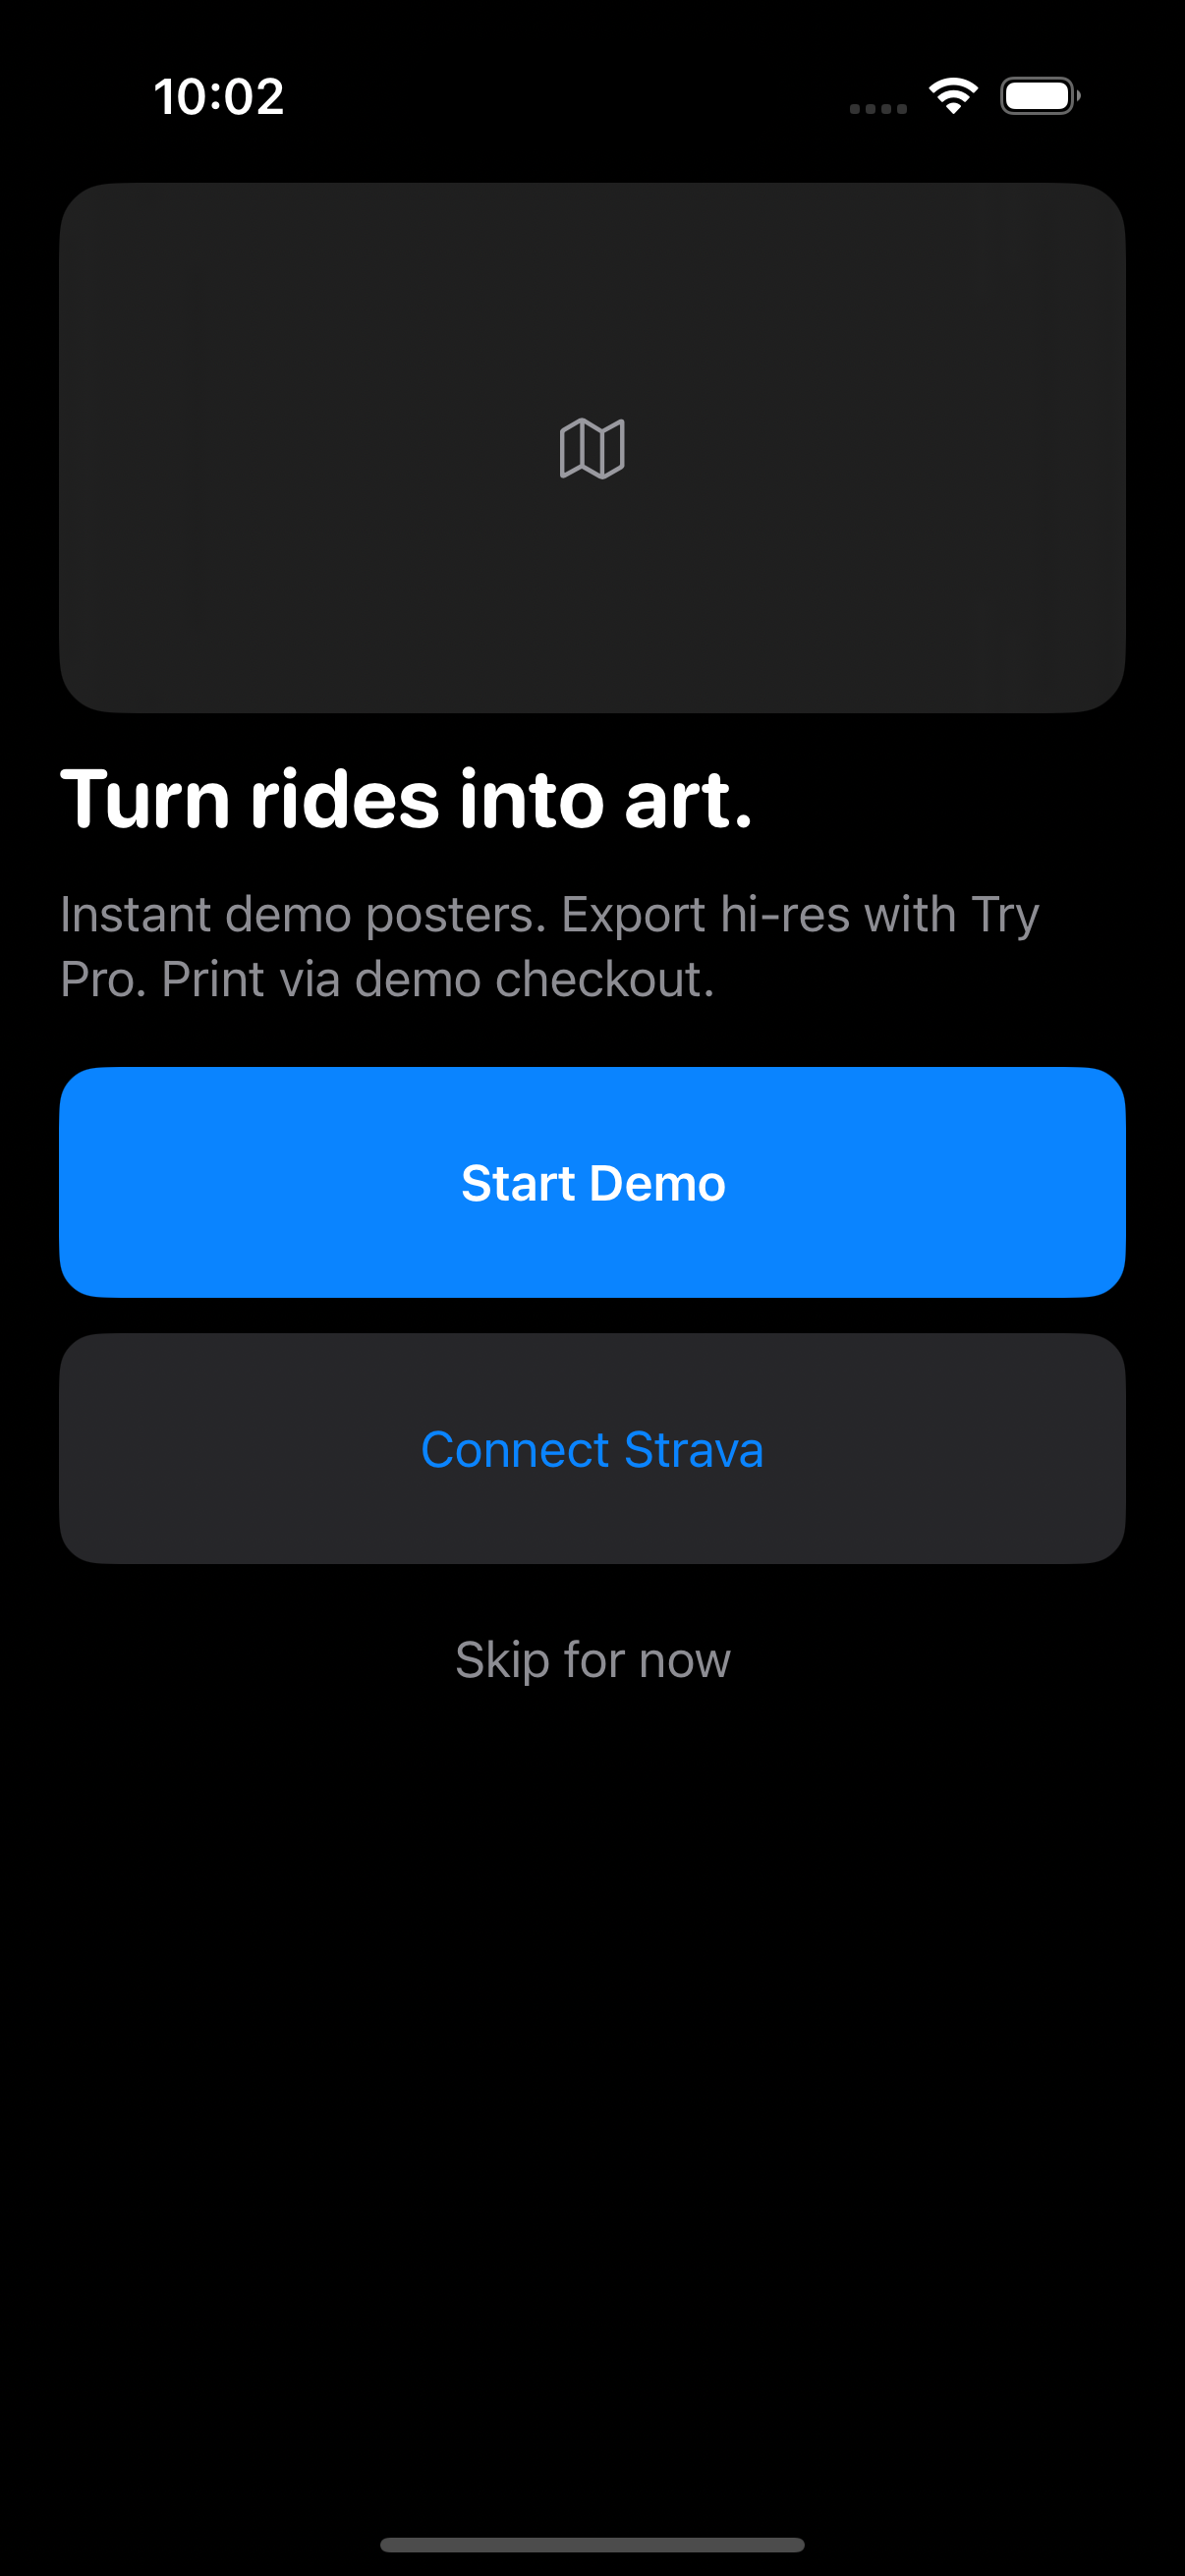 10:02
Turn rides into art.
Instant demo posters. Export hi-res with Try
Pro. Print via demo checkout.
Start Demo
Connect Strava
Skip for now